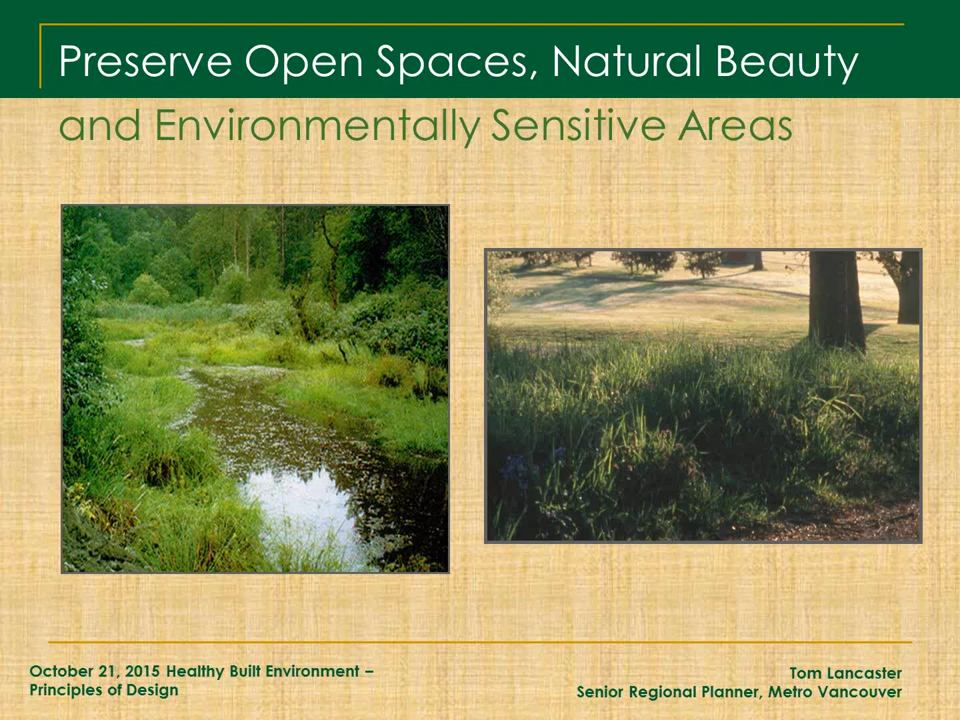 Preserve Open Spaces, Natural Beauty
and Environmentally Sensitive Areas
October 21, 2015 Healthy Built Environment –
Principles of Design
Tom Lancaster
Senior Regional Planner, Metro Vancouver